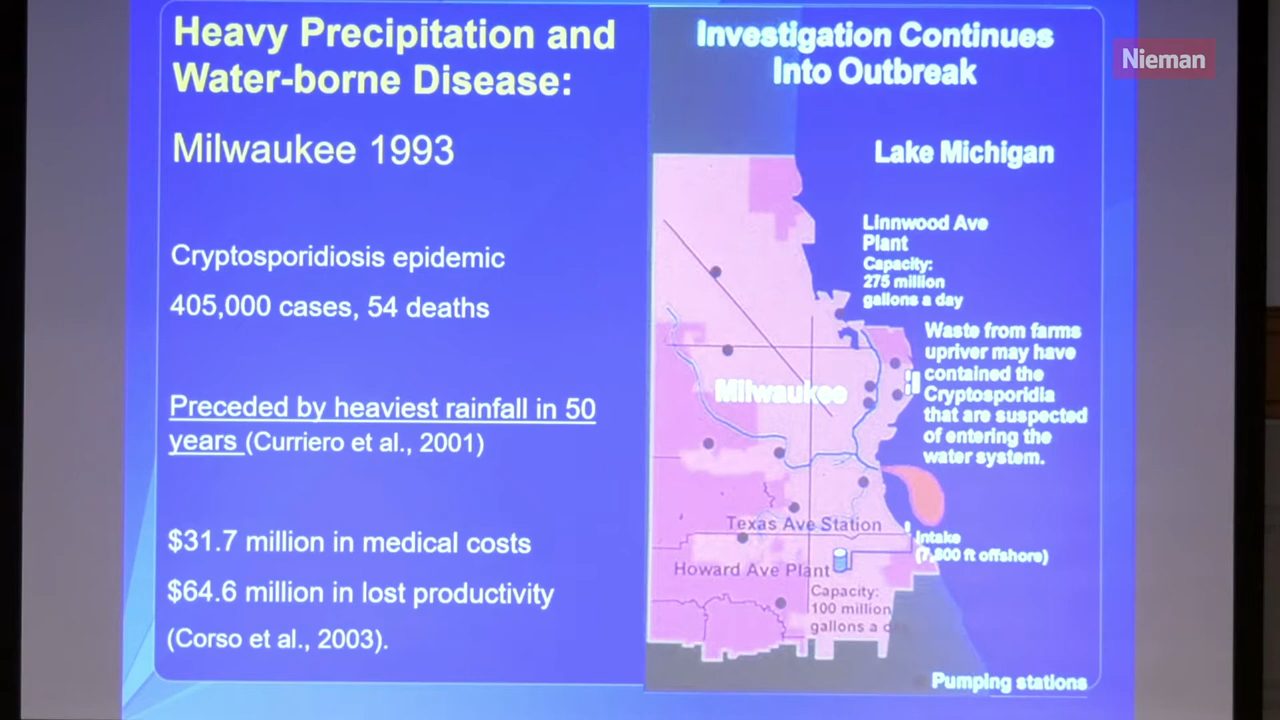 Heavy Precipitation and
Water-borne Disease:
Milwaukee 1993
Cryptosporidiosis epidemic
405,000 cases, 54 deaths
Preceded by heaviest rainfall in 50
years (Curriero et al., 2001)
$31.7 million in medical costs
$64.6 million in lost productivity
(Corso et al., 2003).
Investigation Continues
Into Outbreak
Nieman
Lake Michigan
Linnwood Ave
Plant
Capacity:
275 million
gallons a day
Waste from farms
upriver may have
contained the
Cryptosporidia
that are suspected
of entering the
water system.
Milwaukee
Texas Ave Station
Intake
(7,800 ft offshore)
Howard Ave Plant
Capacity:
100 million
gallons a day
Pumping stations